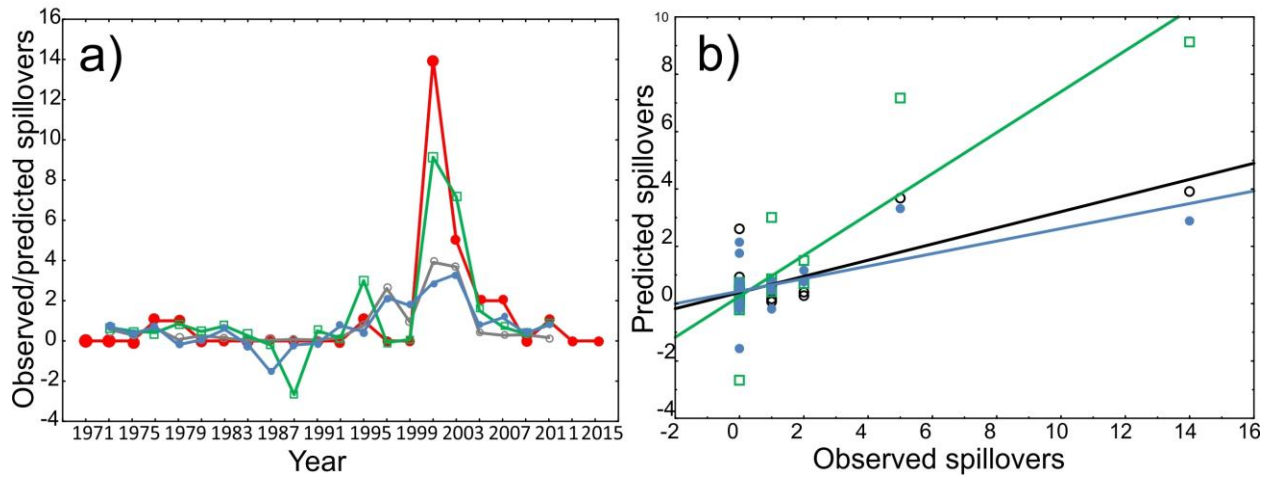 a)
Observed/predicted spillovers
16
14
12
10
8
6
4
2
0
-2
-4
1971 1975 1979 1983 1987 1991 1995 1999 2003 2007 2011 2015
Year
b)
Predicted spillovers
10
8
6
4
2
0
-2
-4
-2 0 2 4 6 8 10 12 14 16
Observed spillovers